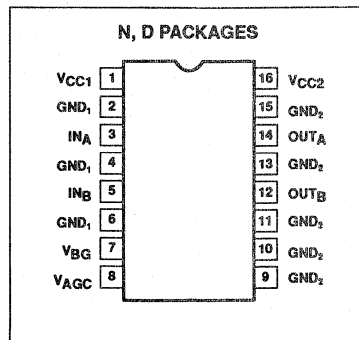 N, D PACKAGES
VCC1 1 16 VCC2
GND₁ 2 15 GND₂
INA 3 14 OUTA
GND₁ 4 13 GND₂
INB 5 12 OUTB
GND₁ 6 11 GND₂
VBG 7 10 GND₂
VAGC 8 9 GND₂